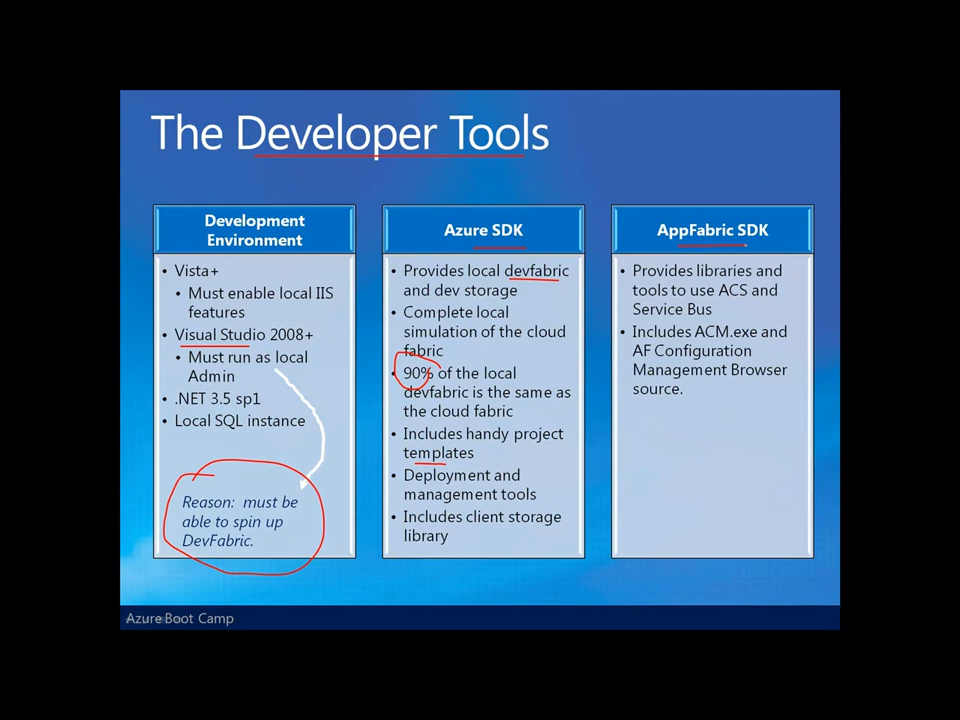 The Developer Tools
Development
Environment
• Vista+
• Must enable local IIS
features
• Visual Studio 2008+
• Must run as local
Admin
• .NET 3.5 sp1
• Local SQL instance
Reason: must be
able to spin up
DevFabric.
Azure SDK
• Provides local devfabric
and dev storage
• Complete local
simulation of the cloud
fabric
• 90% of the local
devfabric is the same as
the cloud fabric
• Includes handy project
templates
• Deployment and
management tools
• Includes client storage
library
AppFabric SDK
• Provides libraries and
tools to use ACS and
Service Bus
• Includes ACM.exe and
AF Configuration
Management Browser
source.
Azure Boot Camp